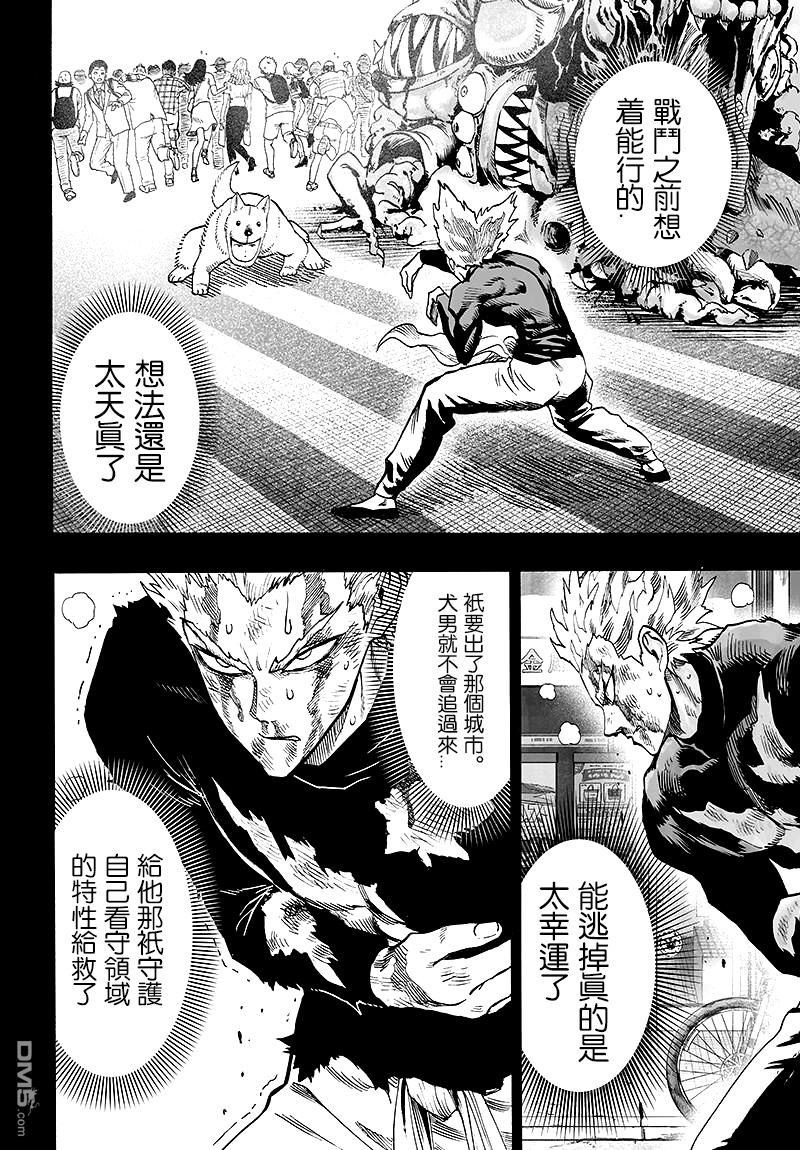 戰鬥之前想
着能行的.
想法還是
太天眞了
能逃掉眞的是
太幸運了
衹要出了那個城市。
犬男就不會追過來…
給他那衹守護
自己看守領域
的特性給救了
DM5.com